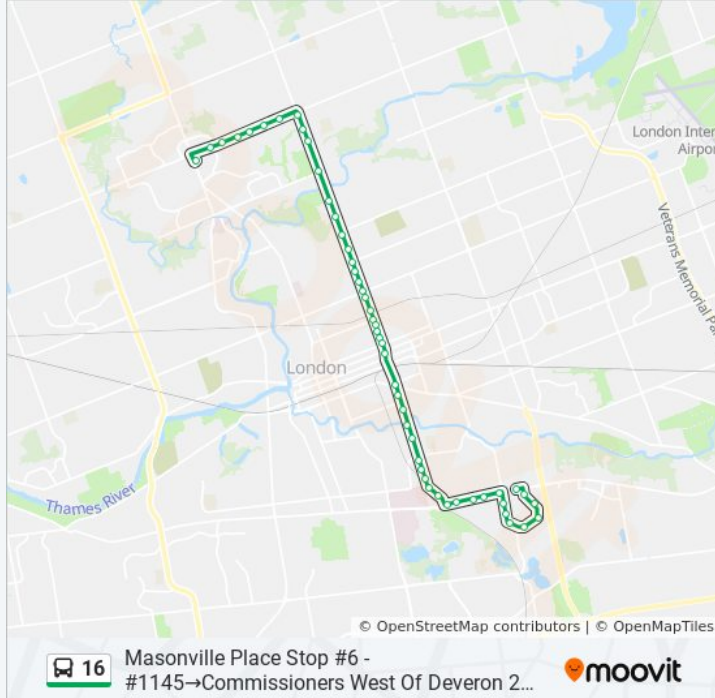 London Inter
Airpor
Veterans Memorial Pa
London
Thames River
© OpenStreetMap contributors | © OpenMapTiles
16
Masonville Place Stop #6 -
#1145→Commissioners West Of Deveron 2…
moovit